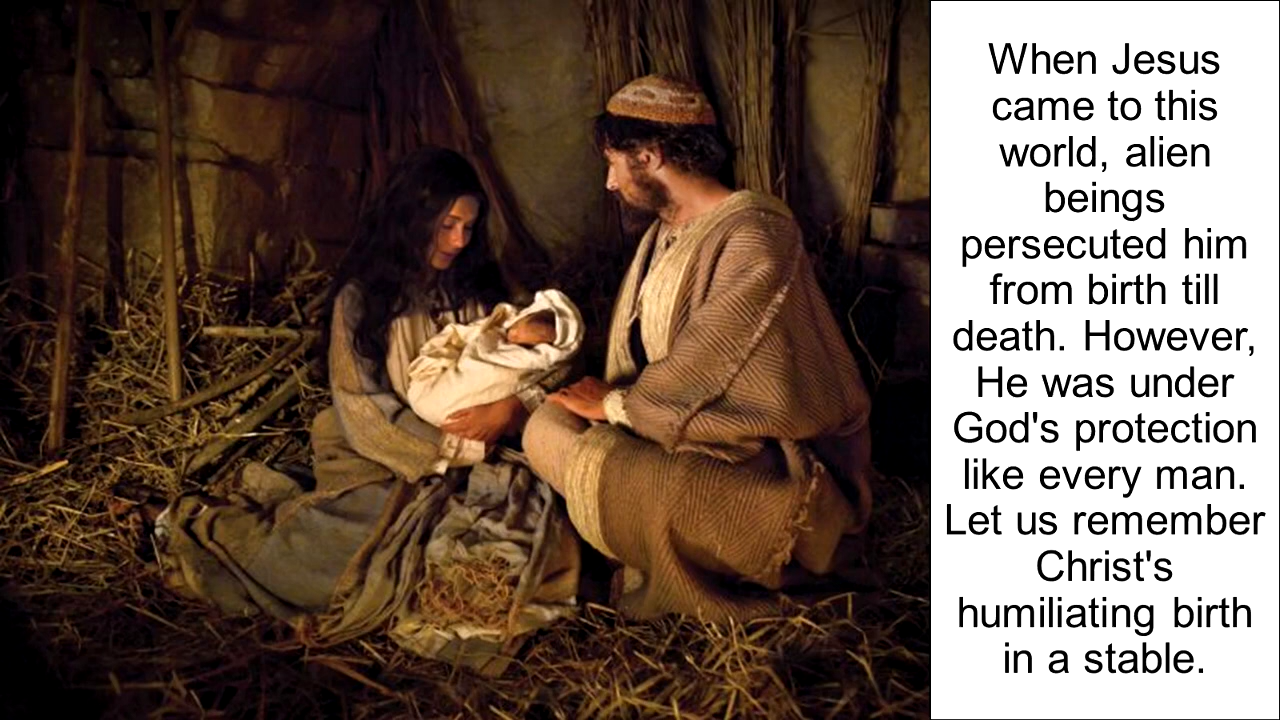 When Jesus
came to this
world, alien
beings
persecuted him
from birth till
death. However,
He was under
God's protection
like every man.
Let us remember
Christ's
humiliating birth
in a stable.